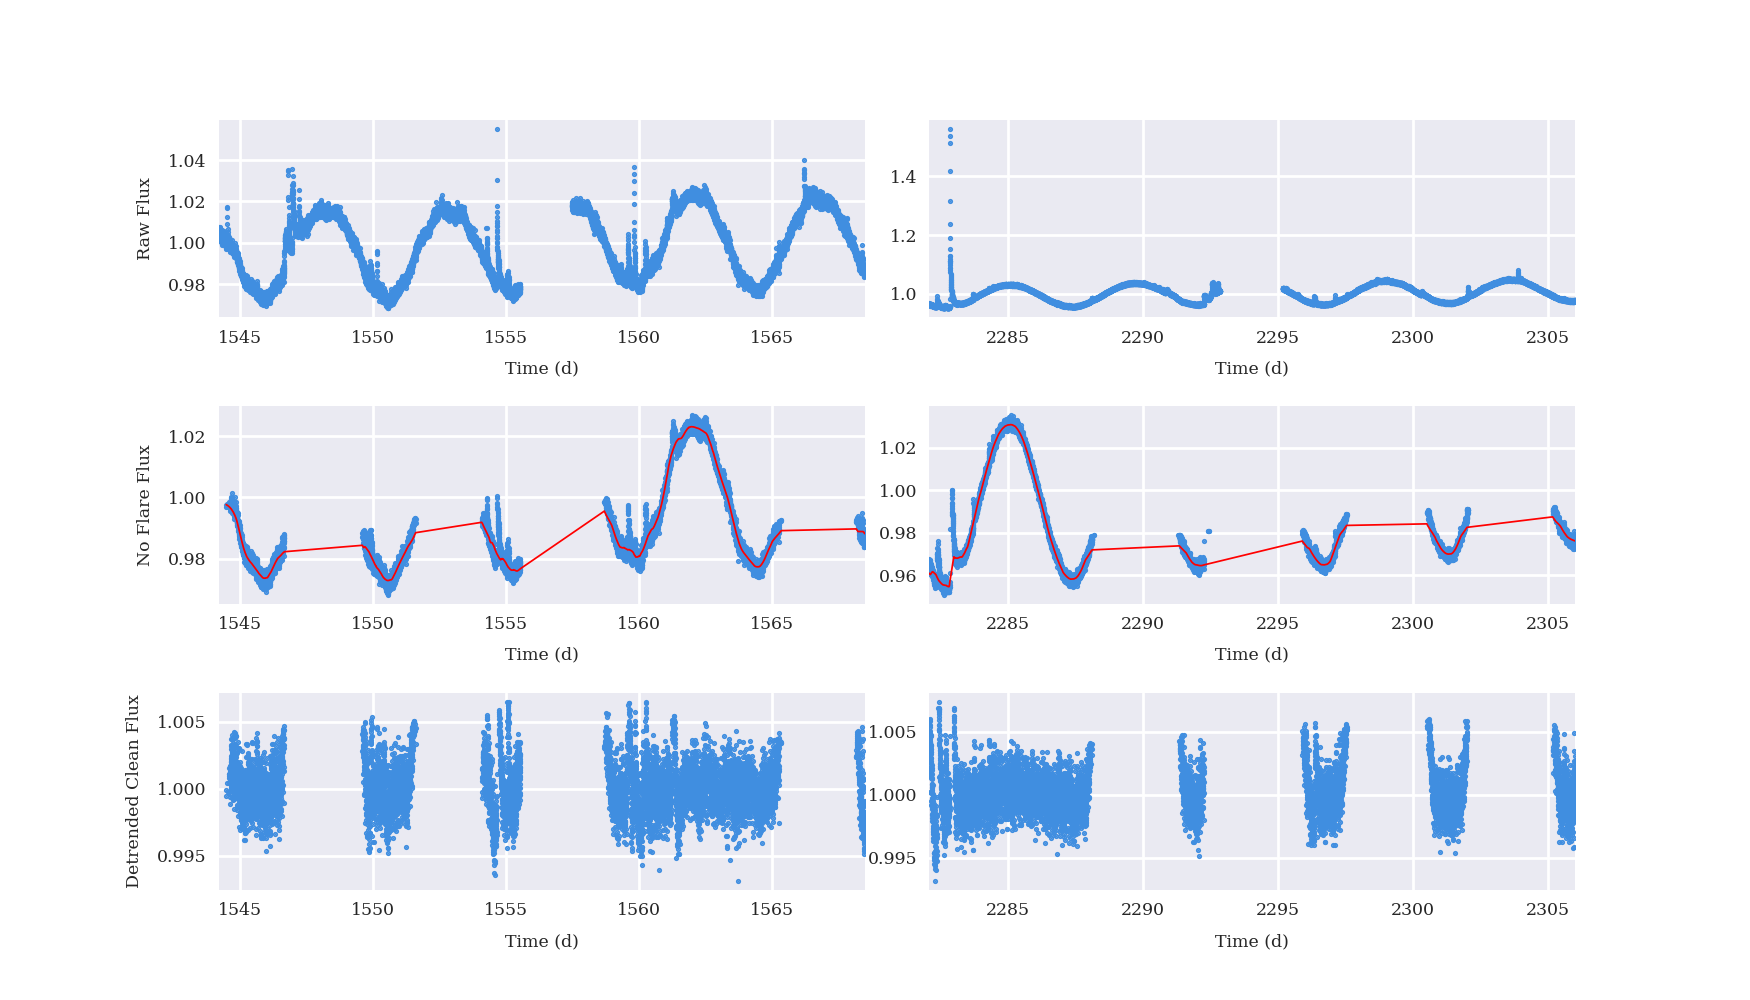 Raw Flux
1.04
1.02
1.00
0.98
1545 1550 1555 1560 1565
Time (d)
1.4
1.2
1.0
2285 2290 2295 2300 2305
Time (d)
No Flare Flux
1.02
1.00
0.98
1545 1550 1555 1560 1565
Time (d)
1.02
1.00
0.98
0.96
2285 2290 2295 2300 2305
Time (d)
Detrended Clean Flux
1.005
1.000
0.995
1545 1550 1555 1560 1565
Time (d)
1.005
1.000
0.995
2285 2290 2295 2300 2305
Time (d)